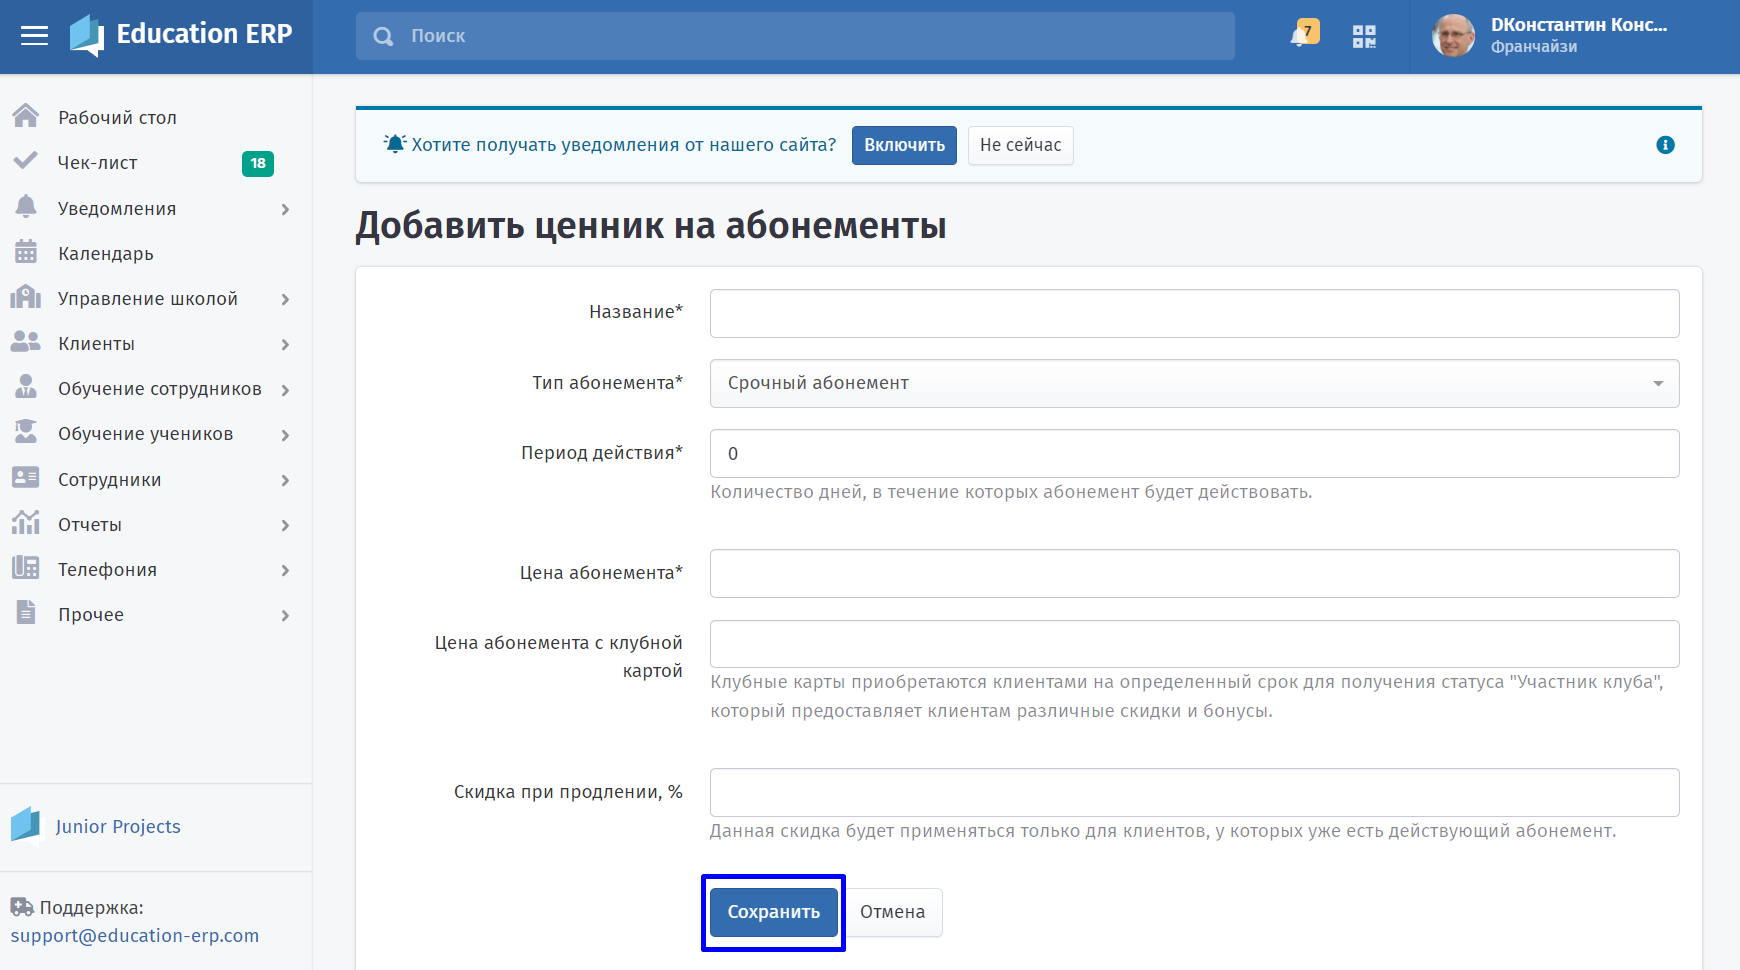 Education ERP
Поиск
7
DКонстантин Конс...
Франчайзи
Рабочий стол
Чек-лист
18
Уведомления
Календарь
Управление школой
Клиенты
Обучение сотрудников
Обучение учеников
Сотрудники
Отчеты
Телефония
Прочее
Junior Projects
Поддержка:
support@education-erp.com
Хотите получать уведомления от нашего сайта?
Включить
Не сейчас
Добавить ценник на абонементы
Название*
Тип абонемента*
Срочный абонемент
Период действия*
0
Количество дней, в течение которых абонемент будет действовать.
Цена абонемента*
Цена абонемента с клубной
картой
Клубные карты приобретаются клиентами на определенный срок для получения статуса "Участник клуба",
который предоставляет клиентам различные скидки и бонусы.
Скидка при продлении, %
Данная скидка будет применяться только для клиентов, у которых уже есть действующий абонемент.
Сохранить
Отмена